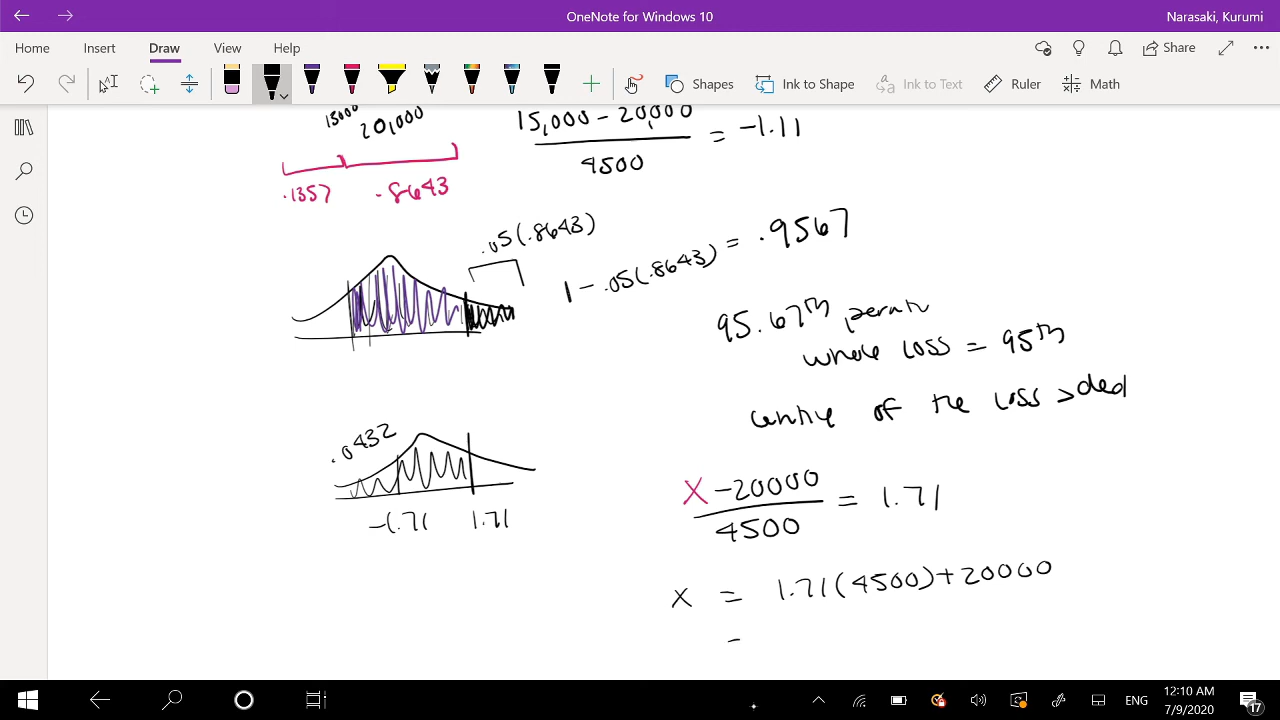 OneNote for Windows 10
Narasaki, Kurumi
Home Insert Draw View Help
Share
Shapes Ink to Shape Ink to Text Ruler Math
15000
20,000
15,000 - 20,000
4500
= -1.11
.1357 .8643
.05(.8643)
1 - .05(.8643) = .9567
95.67th
whole loss = 95th
of the loss > ded
.0432
-1.71 1.71
X - 20000
4500
= 1.71
x = 1.71(4500) + 20000
=
ENG
12:10 AM
7/9/2020
17